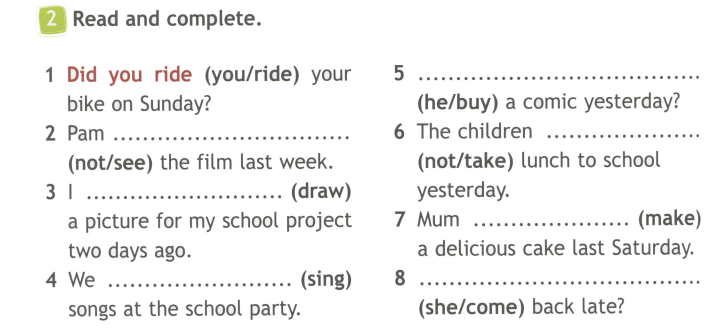 2 Read and complete.
1 Did you ride (you/ride) your
bike on Sunday?
2 Pam ................................
(not/see) the film last week.
3 I .......................... (draw)
a picture for my school project
two days ago.
4 We ......................... (sing)
songs at the school party.
5 ......................................
(he/buy) a comic yesterday?
6 The children .....................
(not/take) lunch to school
yesterday.
7 Mum ..................... (make)
a delicious cake last Saturday.
8 ......................................
(she/come) back late?